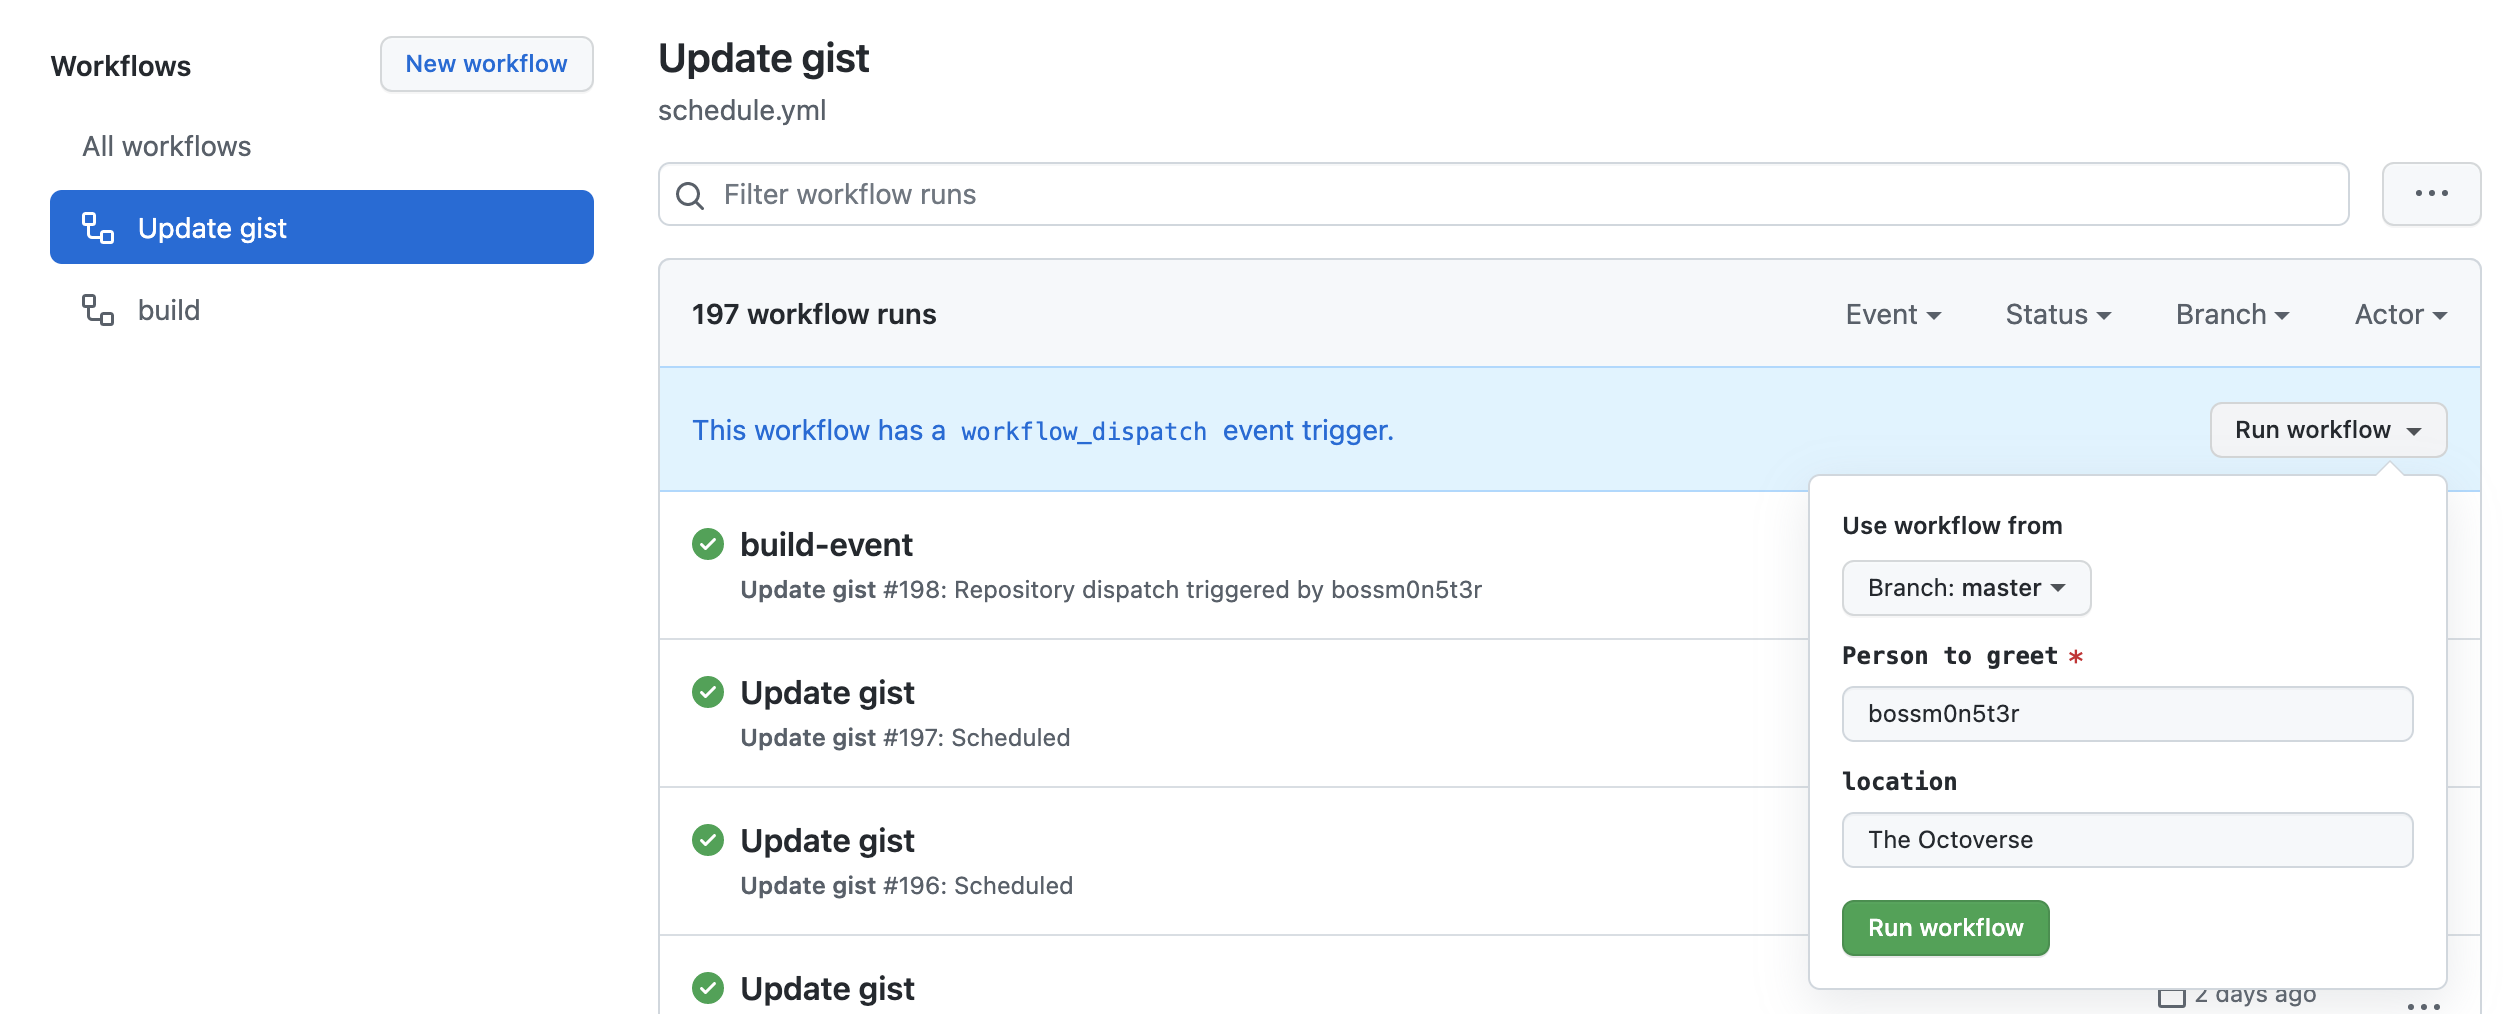 Workflows
New workflow
All workflows
Update gist
build
Update gist
schedule.yml
Filter workflow runs
197 workflow runs
Event
Status
Branch
Actor
This workflow has a workflow_dispatch event trigger.
Run workflow
build-event
Update gist #198: Repository dispatch triggered by bossm0n5t3r
Update gist
Update gist #197: Scheduled
Update gist
Update gist #196: Scheduled
Update gist
Use workflow from
Branch: master
Person to greet *
bossm0n5t3r
location
The Octoverse
Run workflow
2 days ago